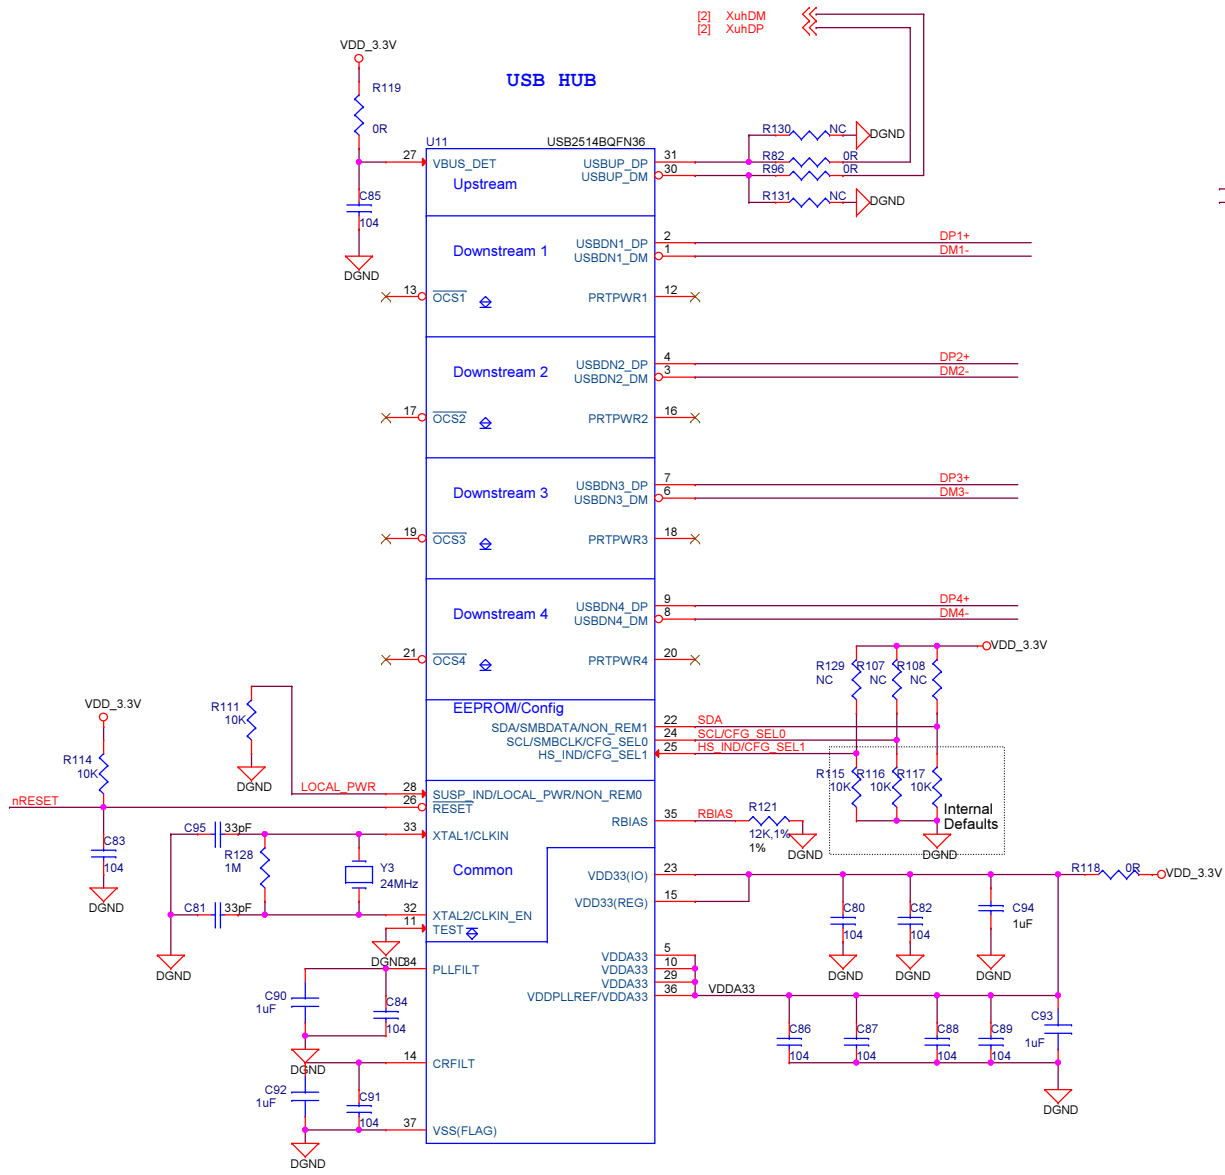 [2] XuhDM
[2] XuhDP
VDD_3.3V
USB HUB
R119
0R
U11
USB2514BQFN36
R130 NC
DGND
27
VBUS_DET
USBUP_DP
31
R82 0R
USBUP_DM
30
R96 0R
Upstream
C85
104
R131 NC
DGND
DGND
Downstream 1
USBDN1_DP
2
DP1+
USBDN1_DM
1
DM1-
13
OCS1
PRTPWR1
12
Downstream 2
USBDN2_DP
4
DP2+
USBDN2_DM
3
DM2-
17
OCS2
PRTPWR2
16
Downstream 3
USBDN3_DP
7
DP3+
USBDN3_DM
6
DM3-
19
OCS3
PRTPWR3
18
Downstream 4
USBDN4_DP
9
DP4+
USBDN4_DM
8
DM4-
21
OCS4
PRTPWR4
20
VDD_3.3V
R129
NC
R107
NC
R108
NC
EEPROM/Config
SDA/SMBDATA/NON_REM1
22
SDA
SCL/SMBCLK/CFG_SEL0
24
SCL/CFG_SEL0
HS_IND/CFG_SEL1
25
HS_IND/CFG_SEL1
VDD_3.3V
R111
10K
DGND
R114
10K
R115
10K
R116
10K
R117
10K
Internal
Defaults
DGND
LOCAL_PWR
28
SUSP_IND/LOCAL_PWR/NON_REM0
nRESET
26
RESET
RBIAS
35
RBIAS
R121
12K,1%
1%
DGND
C83
104
DGND
C95 33pF
33
XTAL1/CLKIN
R128
1M
Y3
24MHz
Common
C81 33pF
32
XTAL2/CLKIN_EN
11
TEST
DGND
DGND
VDD33(IO)
23
R118 0R
VDD_3.3V
VDD33(REG)
15
C80
104
DGND
C82
104
DGND
C94
1uF
DGND
34
PLLFILT
VDDA33
5
VDDA33
10
VDDA33
29
VDDPLLREF/VDDA33
36
VDDA33
C90
1uF
C84
104
DGND
C86
104
C87
104
C88
104
C89
104
C93
1uF
DGND
14
CRFILT
C92
1uF
C91
104
37
VSS(FLAG)
DGND